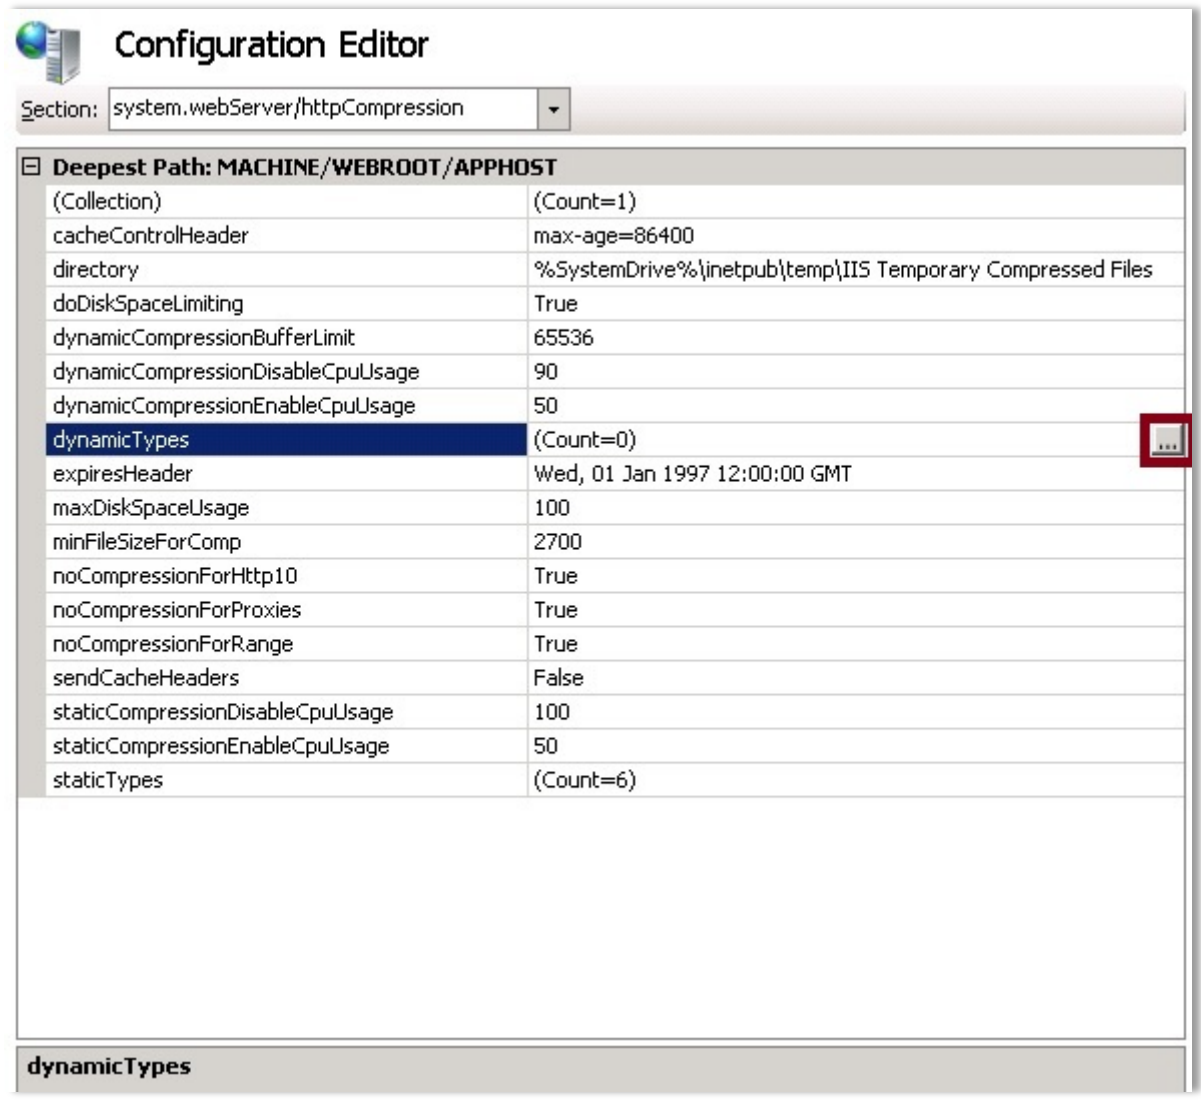 Configuration Editor
Section: system.webServer/httpCompression
Deepest Path: MACHINE/WEBROOT/APPHOST
(Collection) (Count=1)
cacheControlHeader max-age=86400
directory %SystemDrive%\inetpub\temp\IIS Temporary Compressed Files
doDiskSpaceLimiting True
dynamicCompressionBufferLimit 65536
dynamicCompressionDisableCpuUsage 90
dynamicCompressionEnableCpuUsage 50
dynamicTypes (Count=0) ...
expiresHeader Wed, 01 Jan 1997 12:00:00 GMT
maxDiskSpaceUsage 100
minFileSizeForComp 2700
noCompressionForHttp10 True
noCompressionForProxies True
noCompressionForRange True
sendCacheHeaders False
staticCompressionDisableCpuUsage 100
staticCompressionEnableCpuUsage 50
staticTypes (Count=6)
dynamicTypes